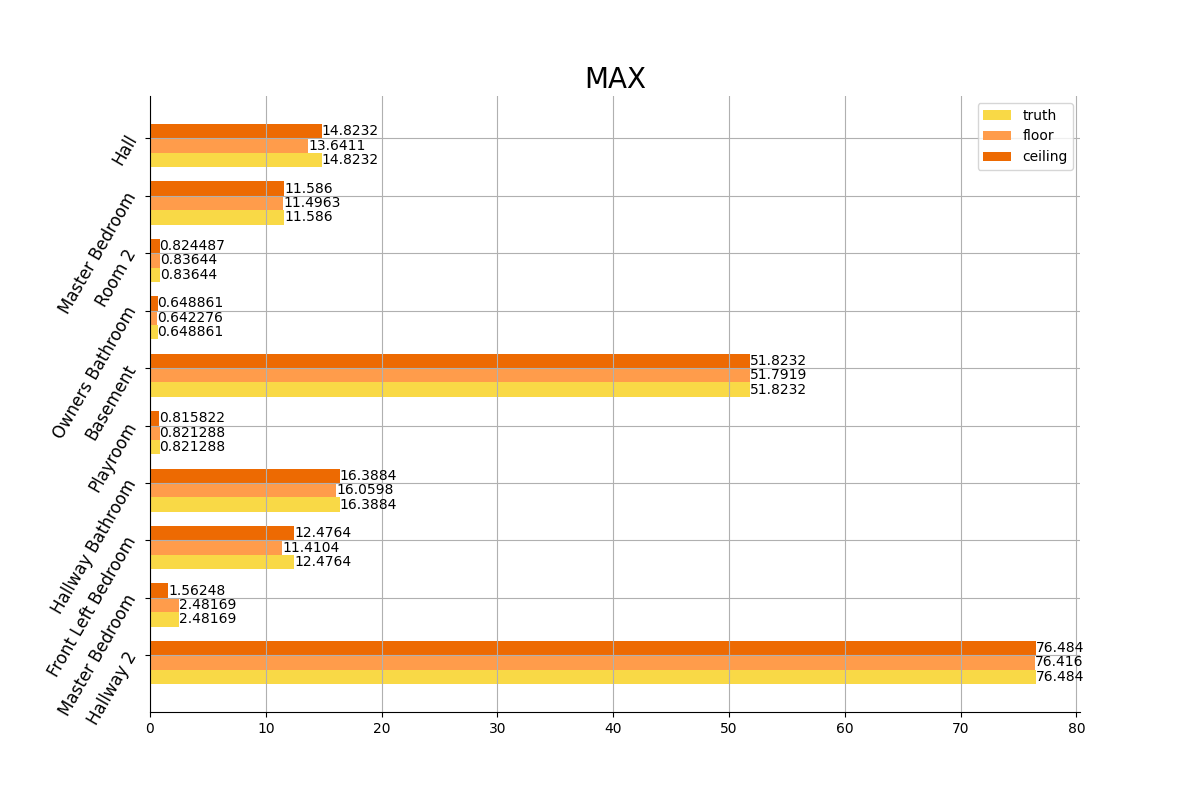 MAX
truth
floor
ceiling
Hall
14.8232
13.6411
14.8232
Master Bedroom
11.586
11.4963
11.586
Room 2
0.824487
0.83644
0.83644
Owners Bathroom
0.648861
0.642276
0.648861
Basement
51.8232
51.7919
51.8232
Playroom
0.815822
0.821288
0.821288
Hallway Bathroom
16.3884
16.0598
16.3884
Front Left Bedroom
12.4764
11.4104
12.4764
Master Bedroom
1.56248
2.48169
2.48169
Hallway 2
76.484
76.416
76.484
0 10 20 30 40 50 60 70 80